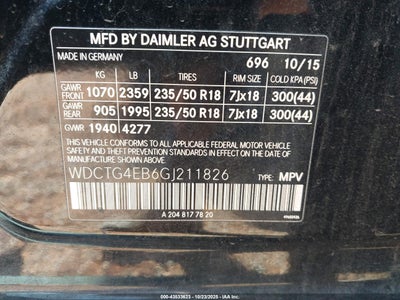 MFD BY DAIMLER AG STUTTGART
MADE IN GERMANY 696 10/15
KG LB TIRES RIM SIZE COLD KPA (PSI)
GAWR FRONT 1070 2359 235/50 R18 7Jx18 300(44)
GAWR REAR 905 1995 235/50 R18 7Jx18 300(44)
GVWR 1940 4277
THIS VEHICLE CONFORMS TO ALL APPLICABLE FEDERAL MOTOR VEHICLE
SAFETY, BUMPER, AND THEFT PREVENTION STANDARDS IN EFFECT
ON THE DATE OF MANUFACTURE SHOWN ABOVE.
WDCTG4EB6GJ211826 TYPE: MPV
A 204 817 78 20
000-43533623 - 10/23/2025 - © IAA Inc.